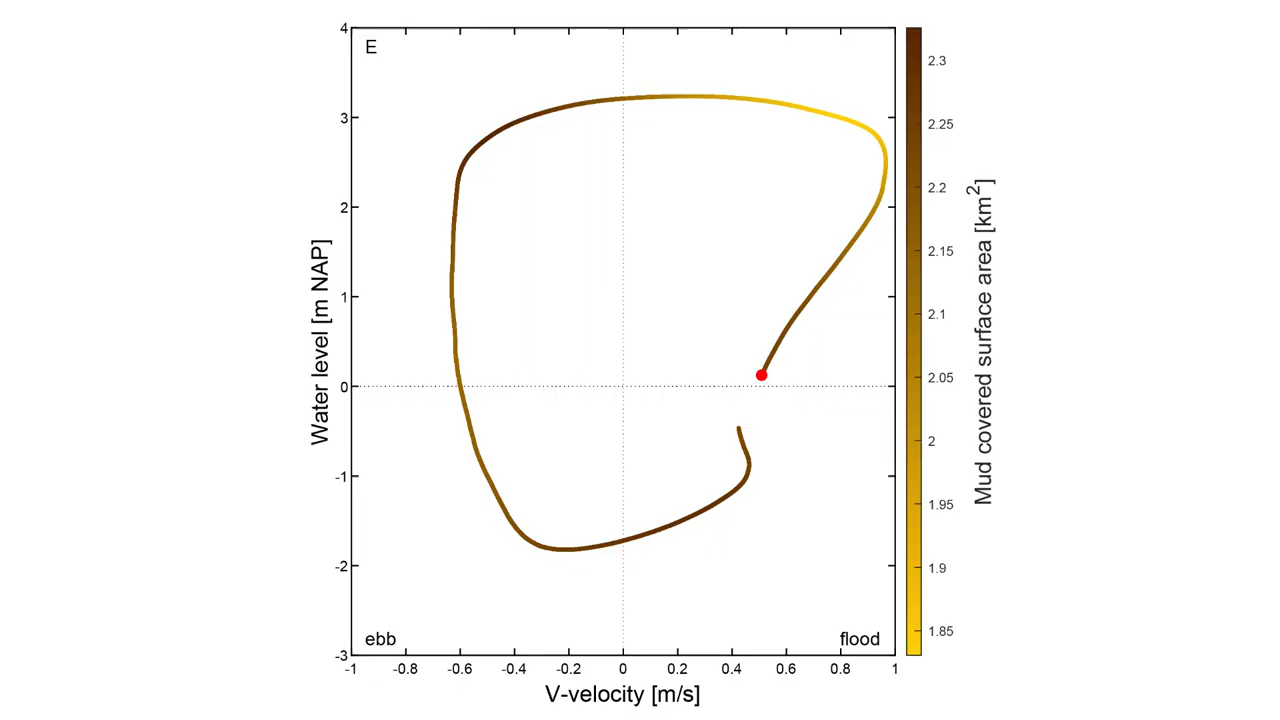 E
4
3
2
1
0
-1
-2
-3
Water level [m NAP]
ebb
flood
-1 -0.8 -0.6 -0.4 -0.2 0 0.2 0.4 0.6 0.8 1
V-velocity [m/s]
2.3
2.25
2.2
2.15
2.1
2.05
2
1.95
1.9
1.85
Mud covered surface area [km²]